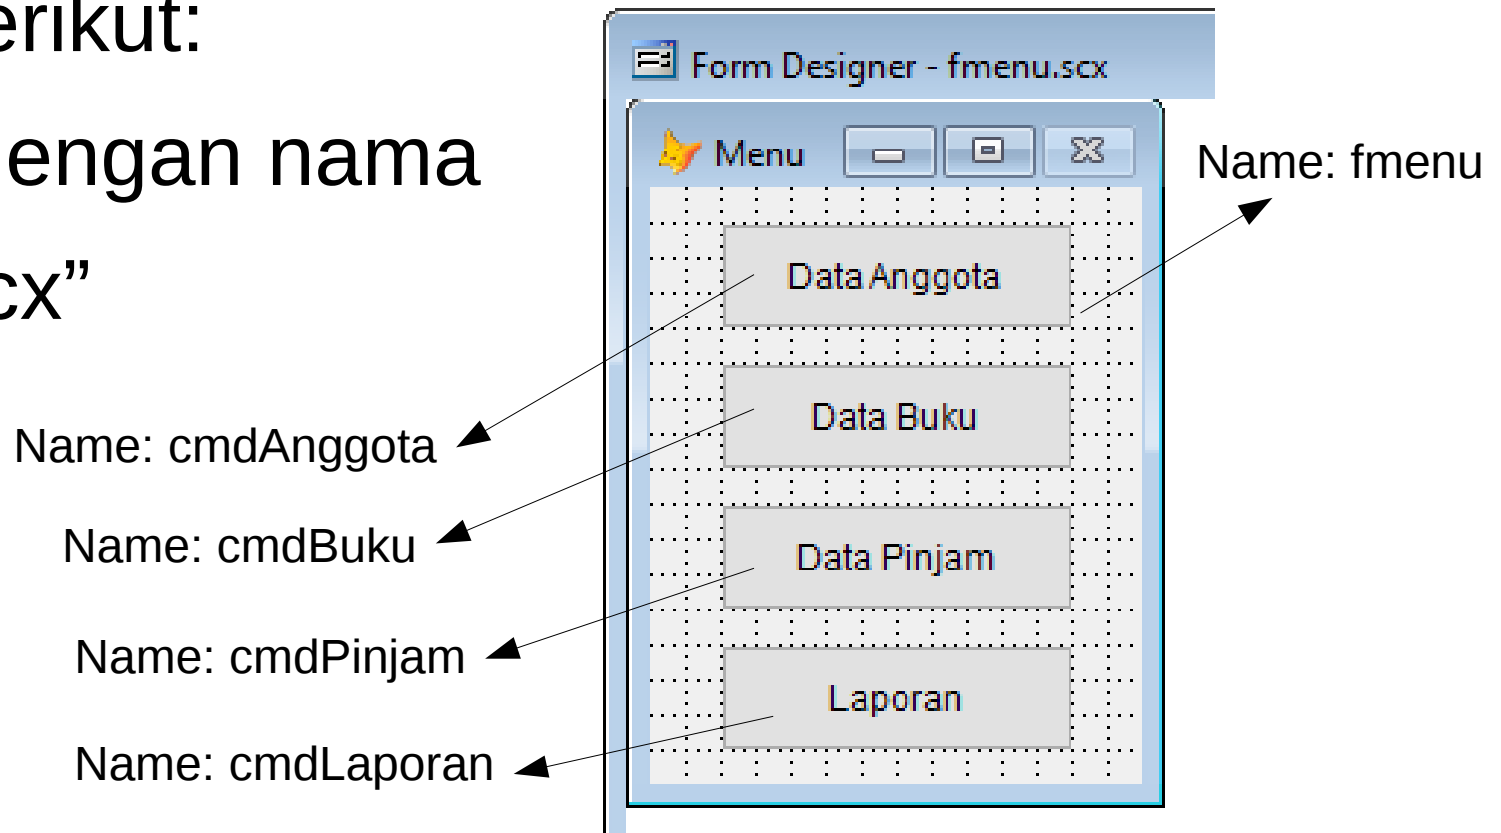 erikut:
engan nama
cx”
Form Designer - fmenu.scx
Menu
Name: fmenu
Data Anggota
Data Buku
Data Pinjam
Laporan
Name: cmdAnggota
Name: cmdBuku
Name: cmdPinjam
Name: cmdLaporan